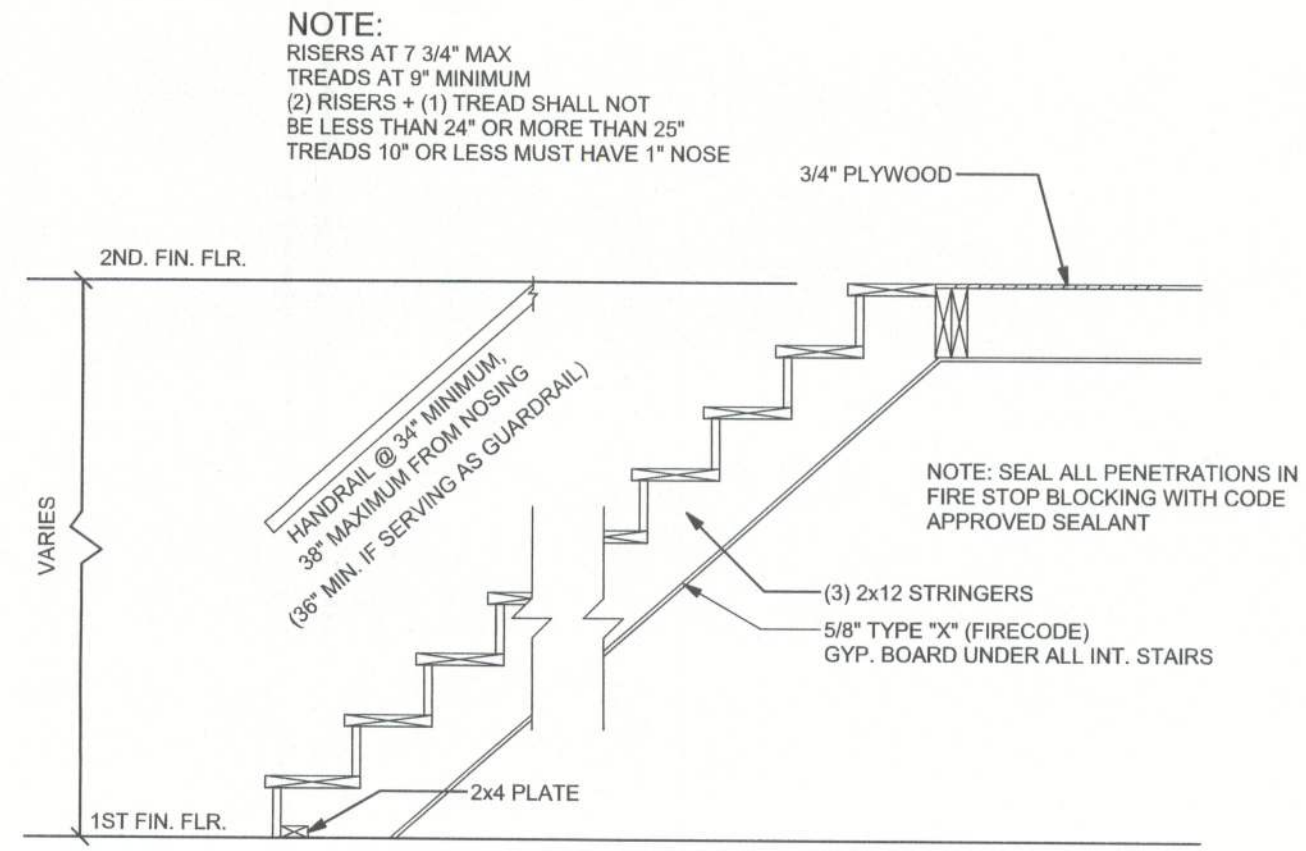 NOTE:
RISERS AT 7 3/4" MAX
TREADS AT 9" MINIMUM
(2) RISERS + (1) TREAD SHALL NOT
BE LESS THAN 24" OR MORE THAN 25"
TREADS 10" OR LESS MUST HAVE 1" NOSE
3/4" PLYWOOD
2ND. FIN. FLR.
HANDRAIL @ 34" MINIMUM,
38" MAXIMUM FROM NOSING
(36" MIN. IF SERVING AS GUARDRAIL)
VARIES
NOTE: SEAL ALL PENETRATIONS IN
FIRE STOP BLOCKING WITH CODE
APPROVED SEALANT
(3) 2x12 STRINGERS
5/8" TYPE "X" (FIRECODE)
GYP. BOARD UNDER ALL INT. STAIRS
2x4 PLATE
1ST FIN. FLR.